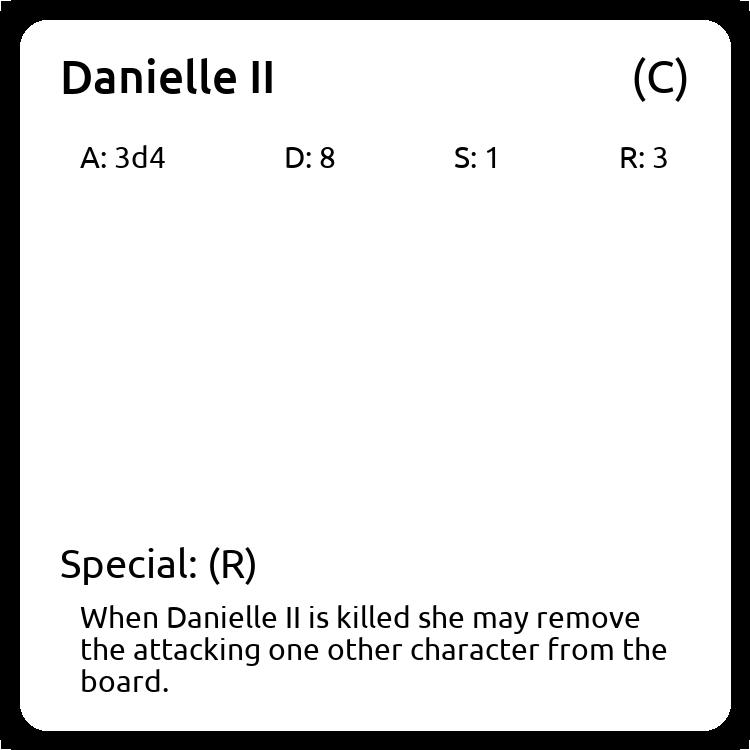 Danielle II (C)
A: 3d4 D: 8 S: 1 R: 3
Special: (R)
When Danielle II is killed she may remove
the attacking one other character from the
board.